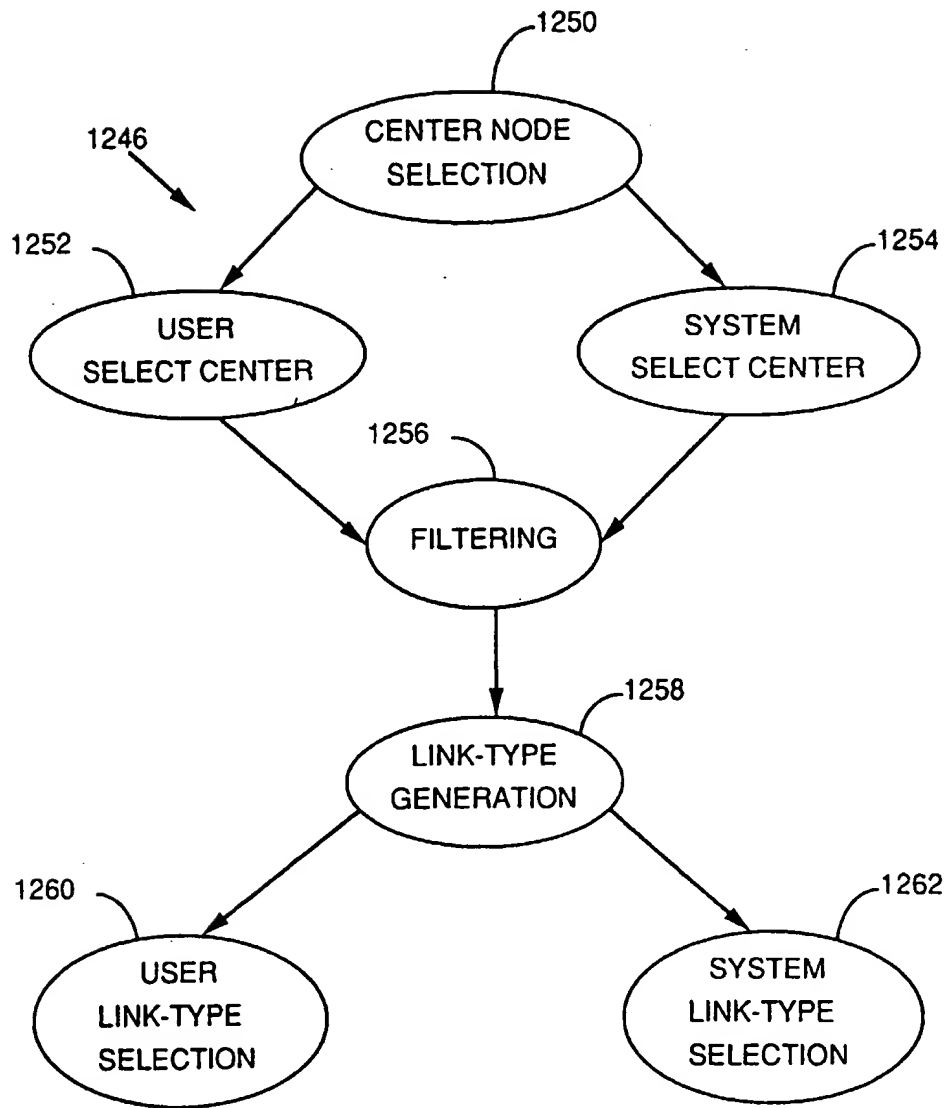 1250
CENTER NODE
SELECTION
1246
1252
1254
USER
SELECT CENTER
SYSTEM
SELECT CENTER
1256
FILTERING
1258
LINK-TYPE
GENERATION
1260
1262
USER
LINK-TYPE
SELECTION
SYSTEM
LINK-TYPE
SELECTION